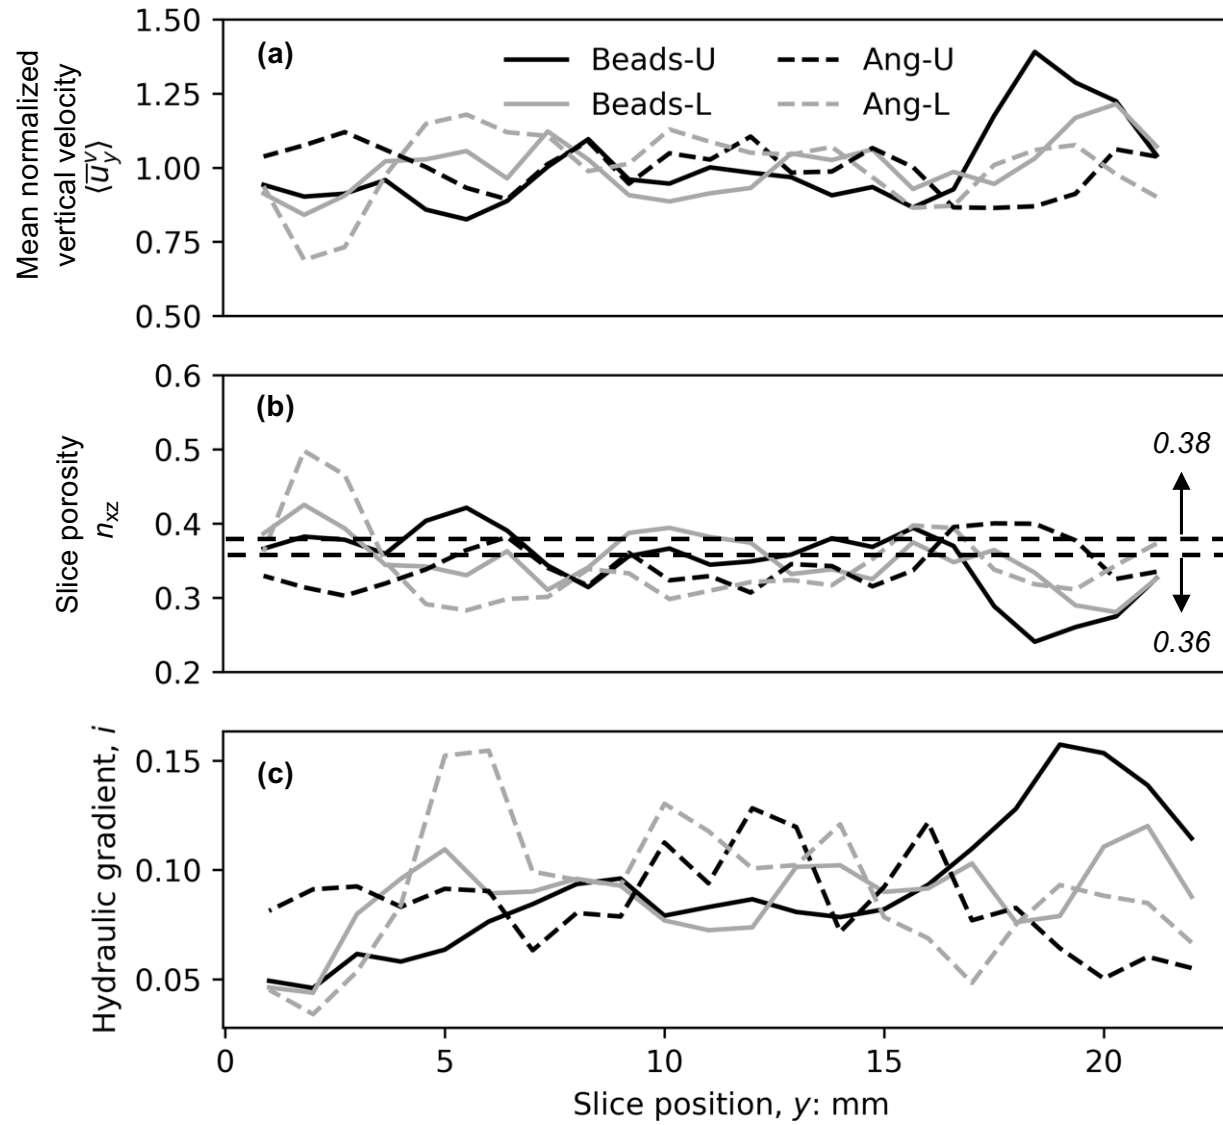 1.50
1.25
1.00
0.75
0.50
Mean normalized
vertical velocity
⟨u̅ᵥy⟩
(a)
Beads-U
Ang-U
Beads-L
Ang-L
0.6
0.5
0.4
0.3
0.2
Slice porosity
nxz
(b)
0.38
0.36
0.15
0.10
0.05
Hydraulic gradient, i
(c)
0 5 10 15 20
Slice position, y: mm